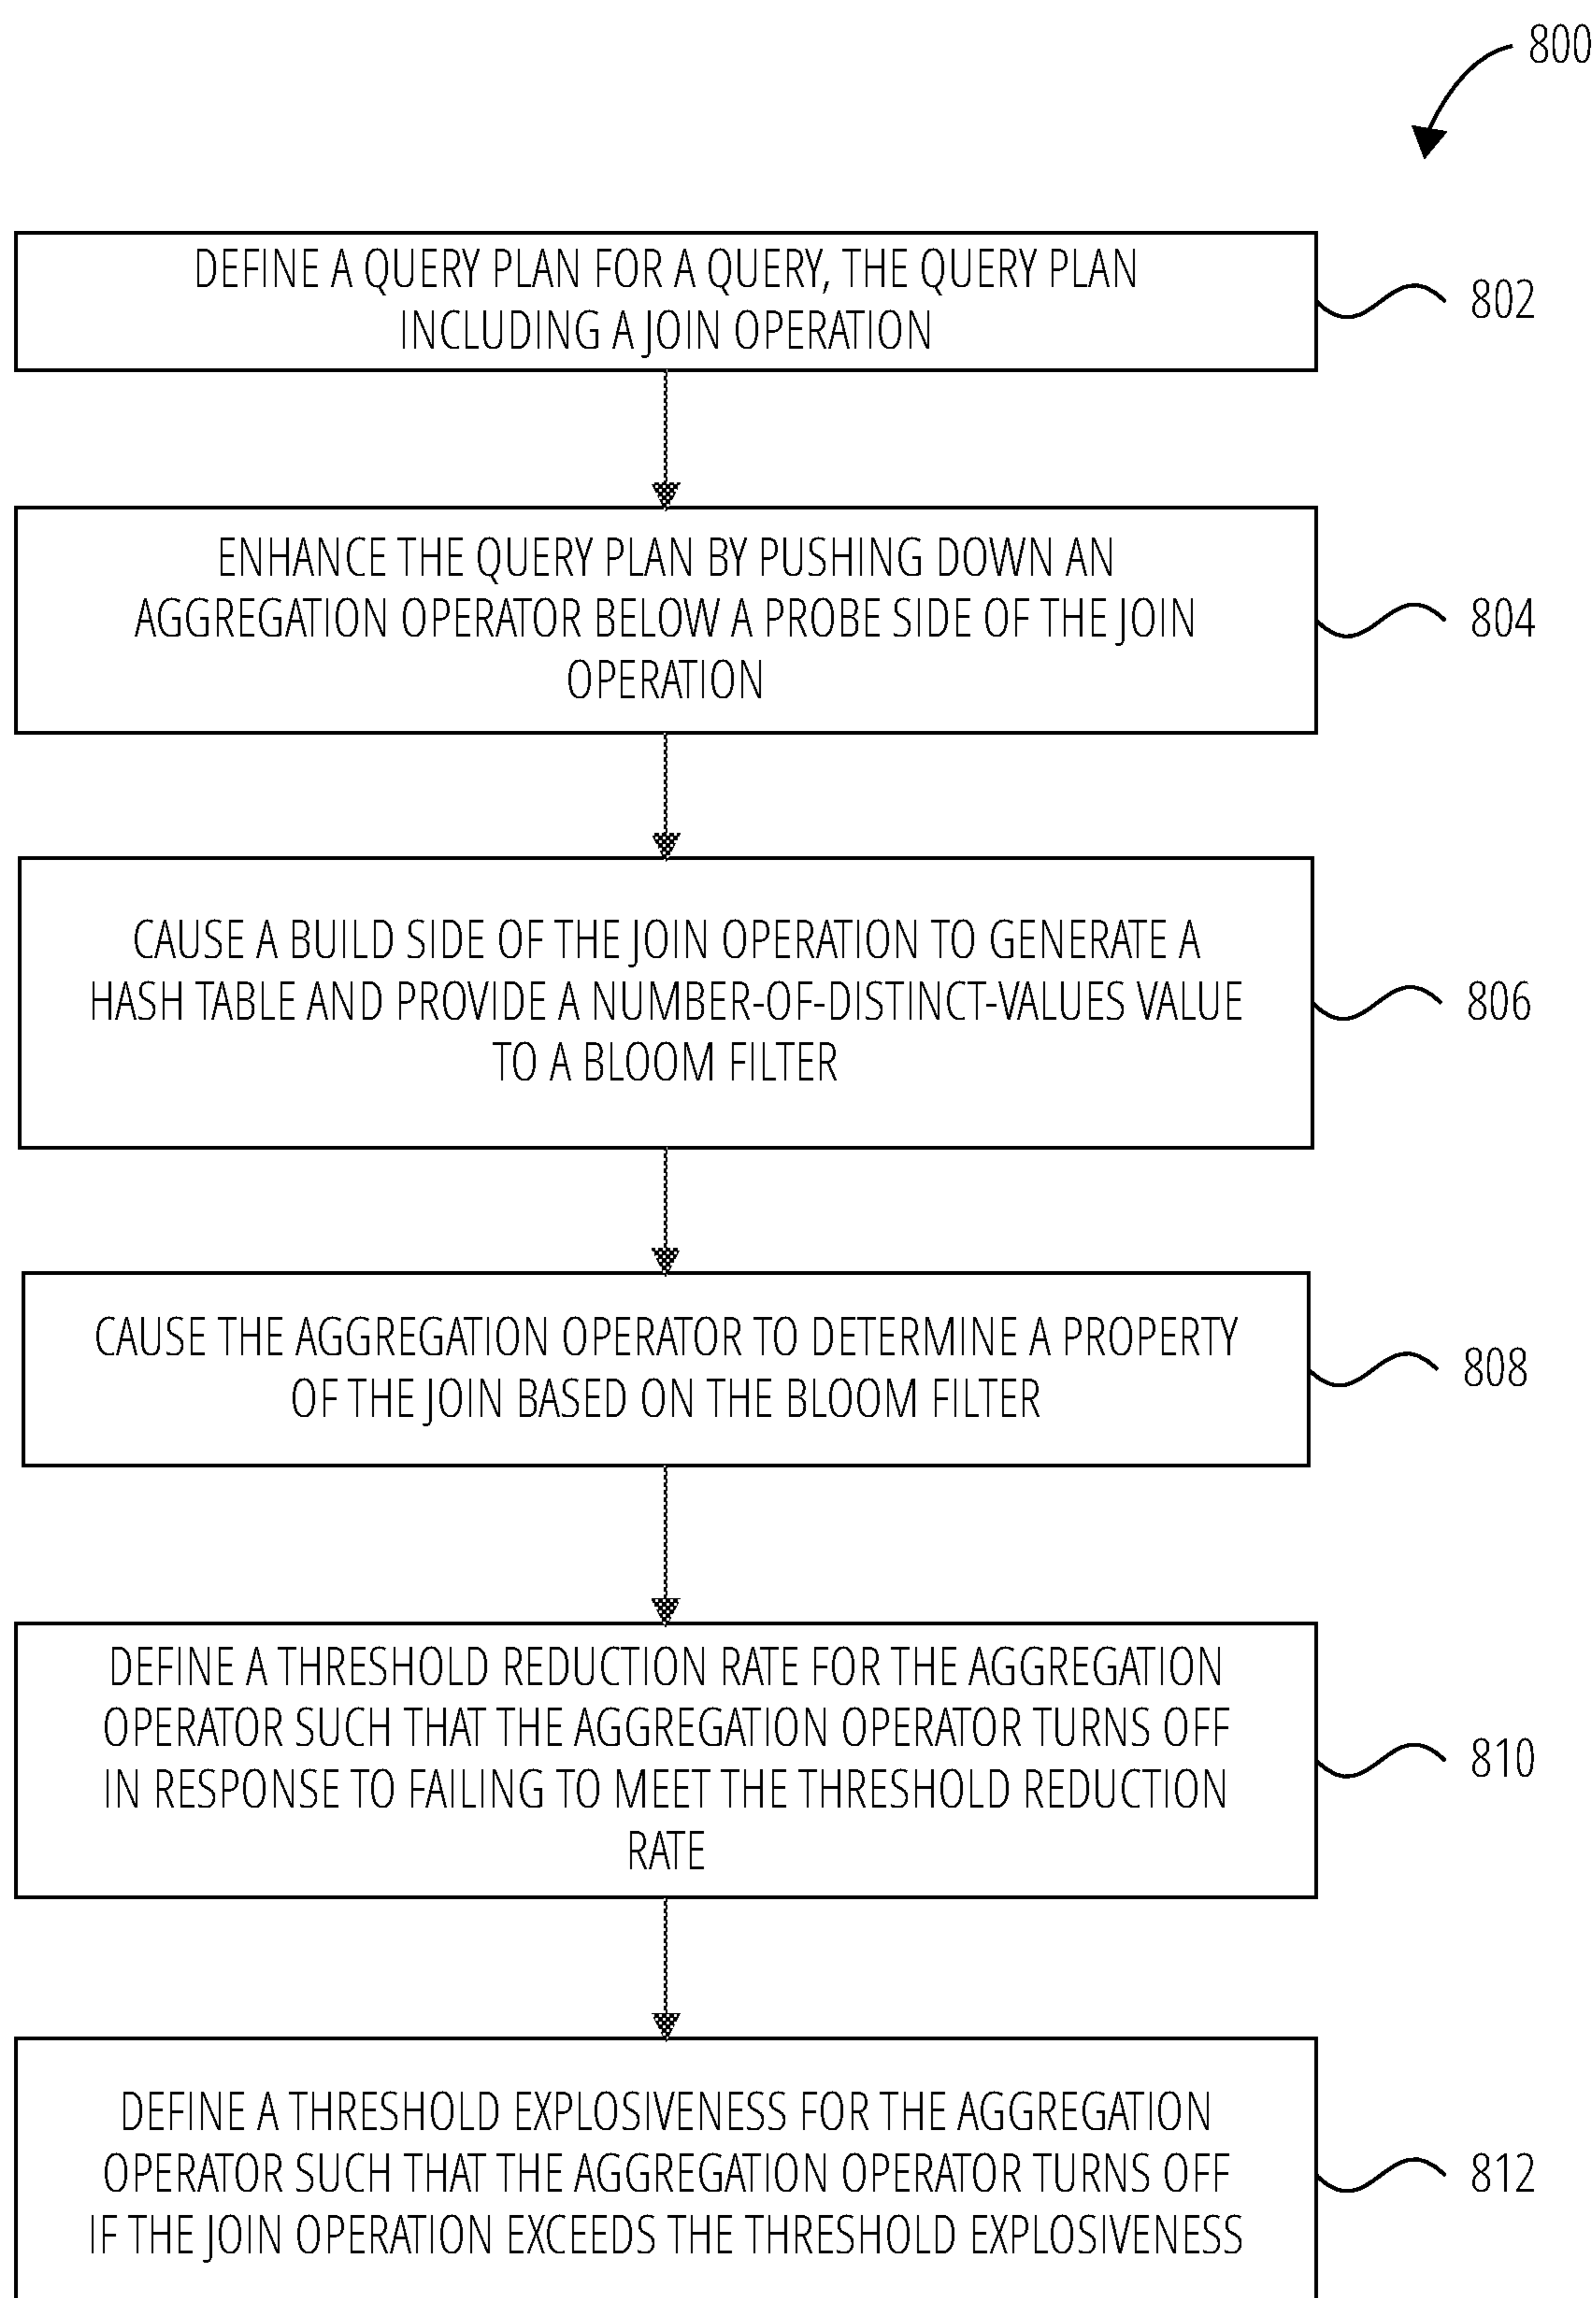 800
DEFINE A QUERY PLAN FOR A QUERY, THE QUERY PLAN
INCLUDING A JOIN OPERATION
802
ENHANCE THE QUERY PLAN BY PUSHING DOWN AN
AGGREGATION OPERATOR BELOW A PROBE SIDE OF THE JOIN
OPERATION
804
CAUSE A BUILD SIDE OF THE JOIN OPERATION TO GENERATE A
HASH TABLE AND PROVIDE A NUMBER-OF-DISTINCT-VALUES VALUE
TO A BLOOM FILTER
806
CAUSE THE AGGREGATION OPERATOR TO DETERMINE A PROPERTY
OF THE JOIN BASED ON THE BLOOM FILTER
808
DEFINE A THRESHOLD REDUCTION RATE FOR THE AGGREGATION
OPERATOR SUCH THAT THE AGGREGATION OPERATOR TURNS OFF
IN RESPONSE TO FAILING TO MEET THE THRESHOLD REDUCTION
RATE
810
DEFINE A THRESHOLD EXPLOSIVENESS FOR THE AGGREGATION
OPERATOR SUCH THAT THE AGGREGATION OPERATOR TURNS OFF
IF THE JOIN OPERATION EXCEEDS THE THRESHOLD EXPLOSIVENESS
812